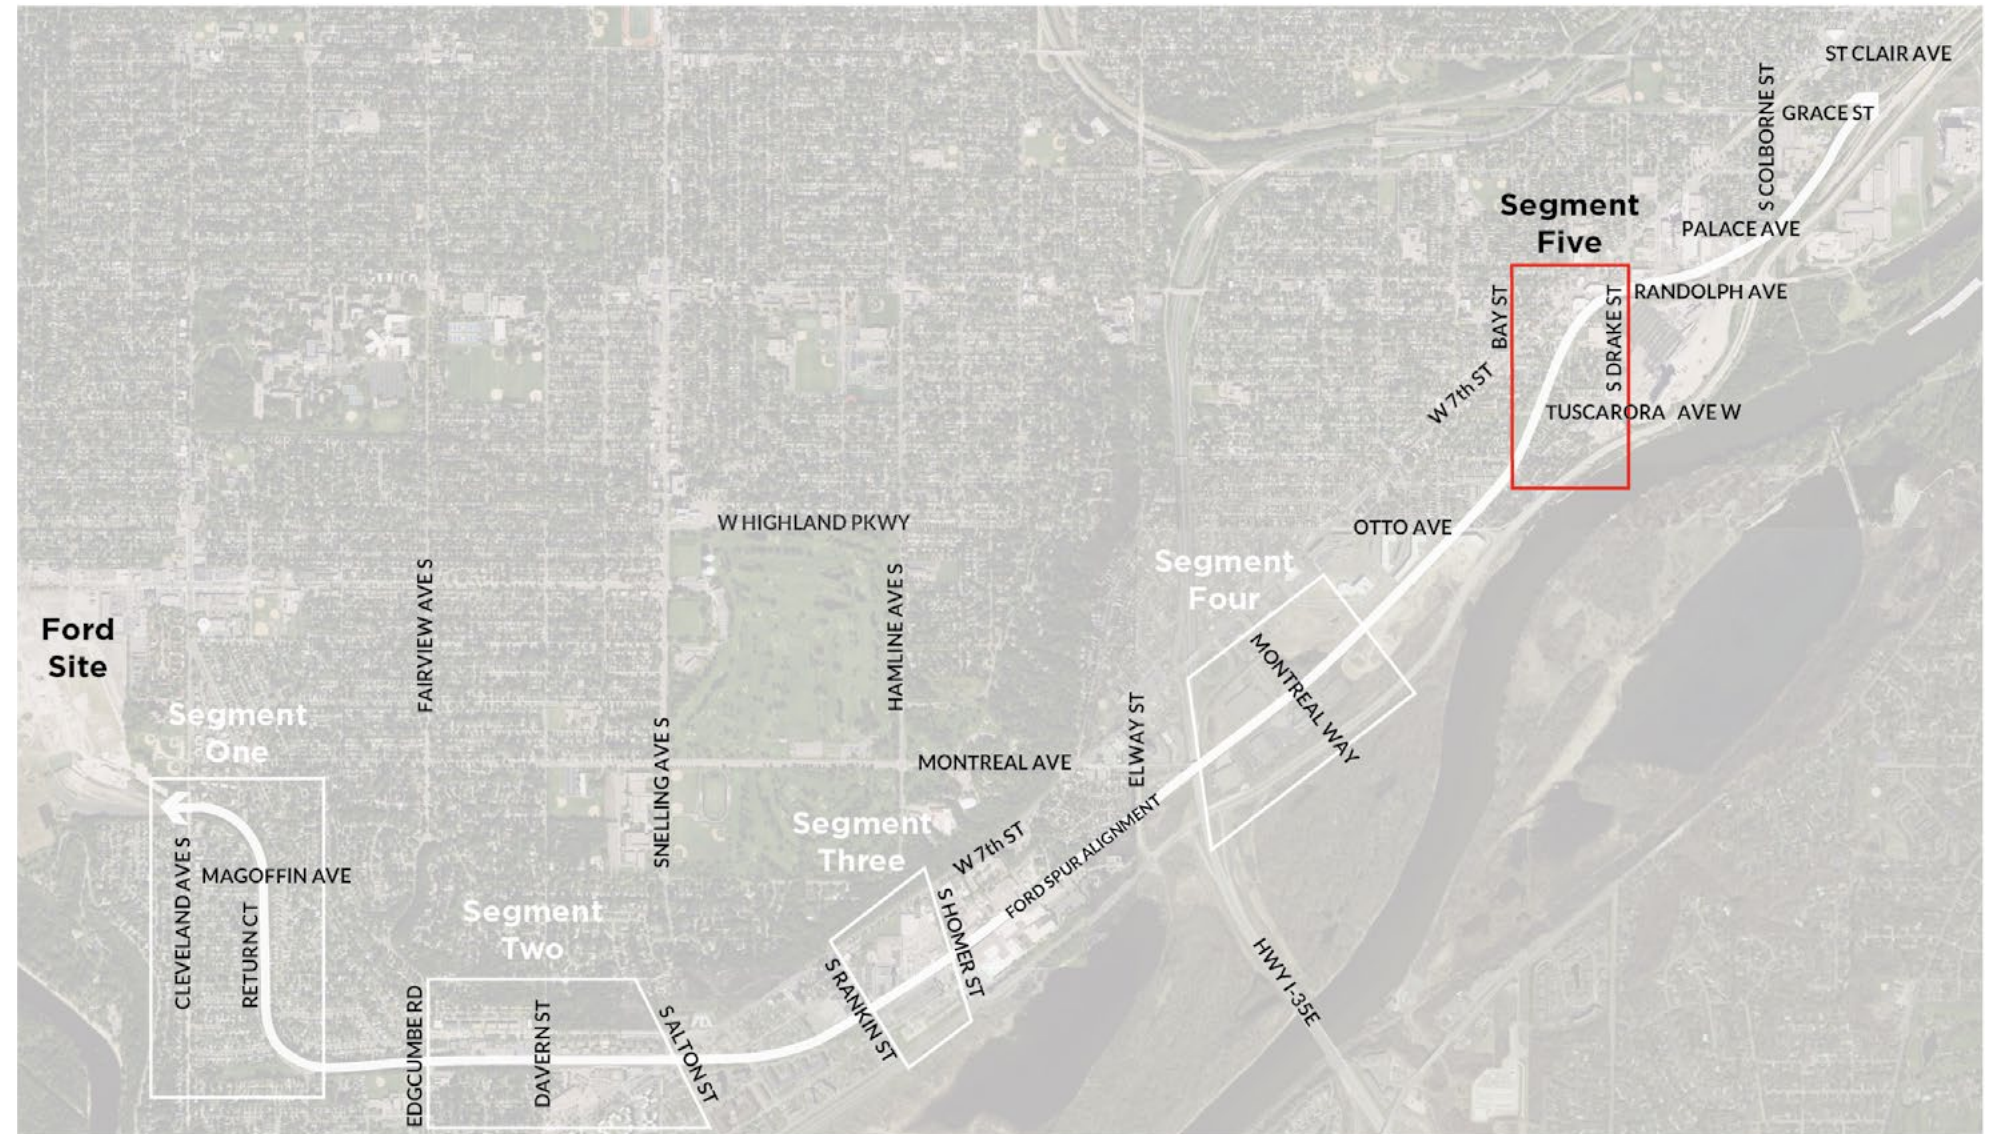 ST CLAIR AVE
S COLBORNE ST
GRACE ST
Segment
Five
PALACE AVE
BAY ST
S DRAKE ST
RANDOLPH AVE
W 7th ST
TUSCARORA AVE W
W HIGHLAND PKWY
OTTO AVE
Segment
Four
FAIRVIEW AVE S
HAMLINE AVE S
Ford
Site
MONTREAL WAY
Segment
One
ELWAY ST
SNELLING AVE S
MONTREAL AVE
Segment
Three
W 7th ST
FORD SPUR ALIGNMENT
CLEVELAND AVE S
MAGOFFIN AVE
RETURN CT
Segment
Two
S HOMER ST
S RANKIN ST
HWY I-35E
EDGCUMBE RD
DAVERN ST
S ALTON ST